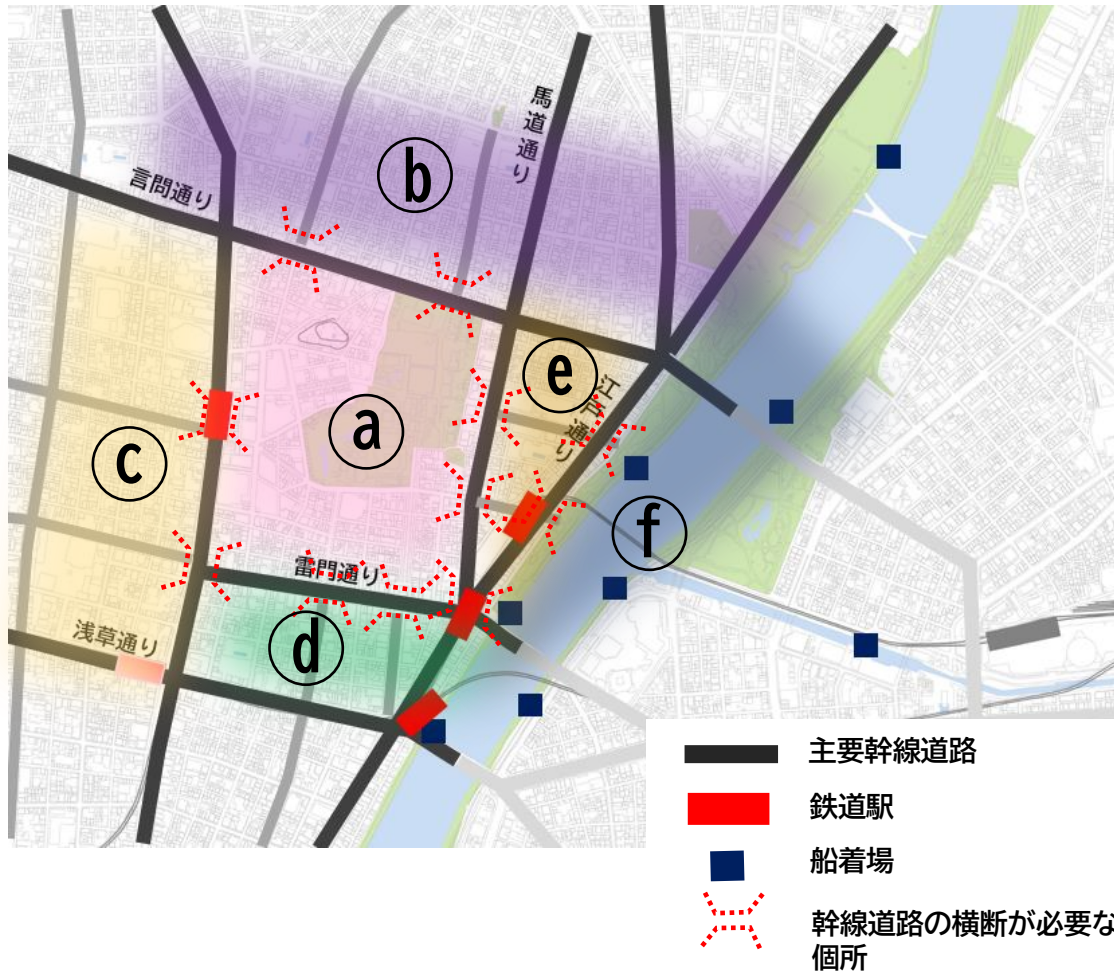 馬道通り
言問通り
ⓑ
ⓔ
江戸通り
ⓐ
ⓒ
ⓕ
雷門通り
浅草通り
ⓓ
主要幹線道路
鉄道駅
船着場
幹線道路の横断が必要な
個所